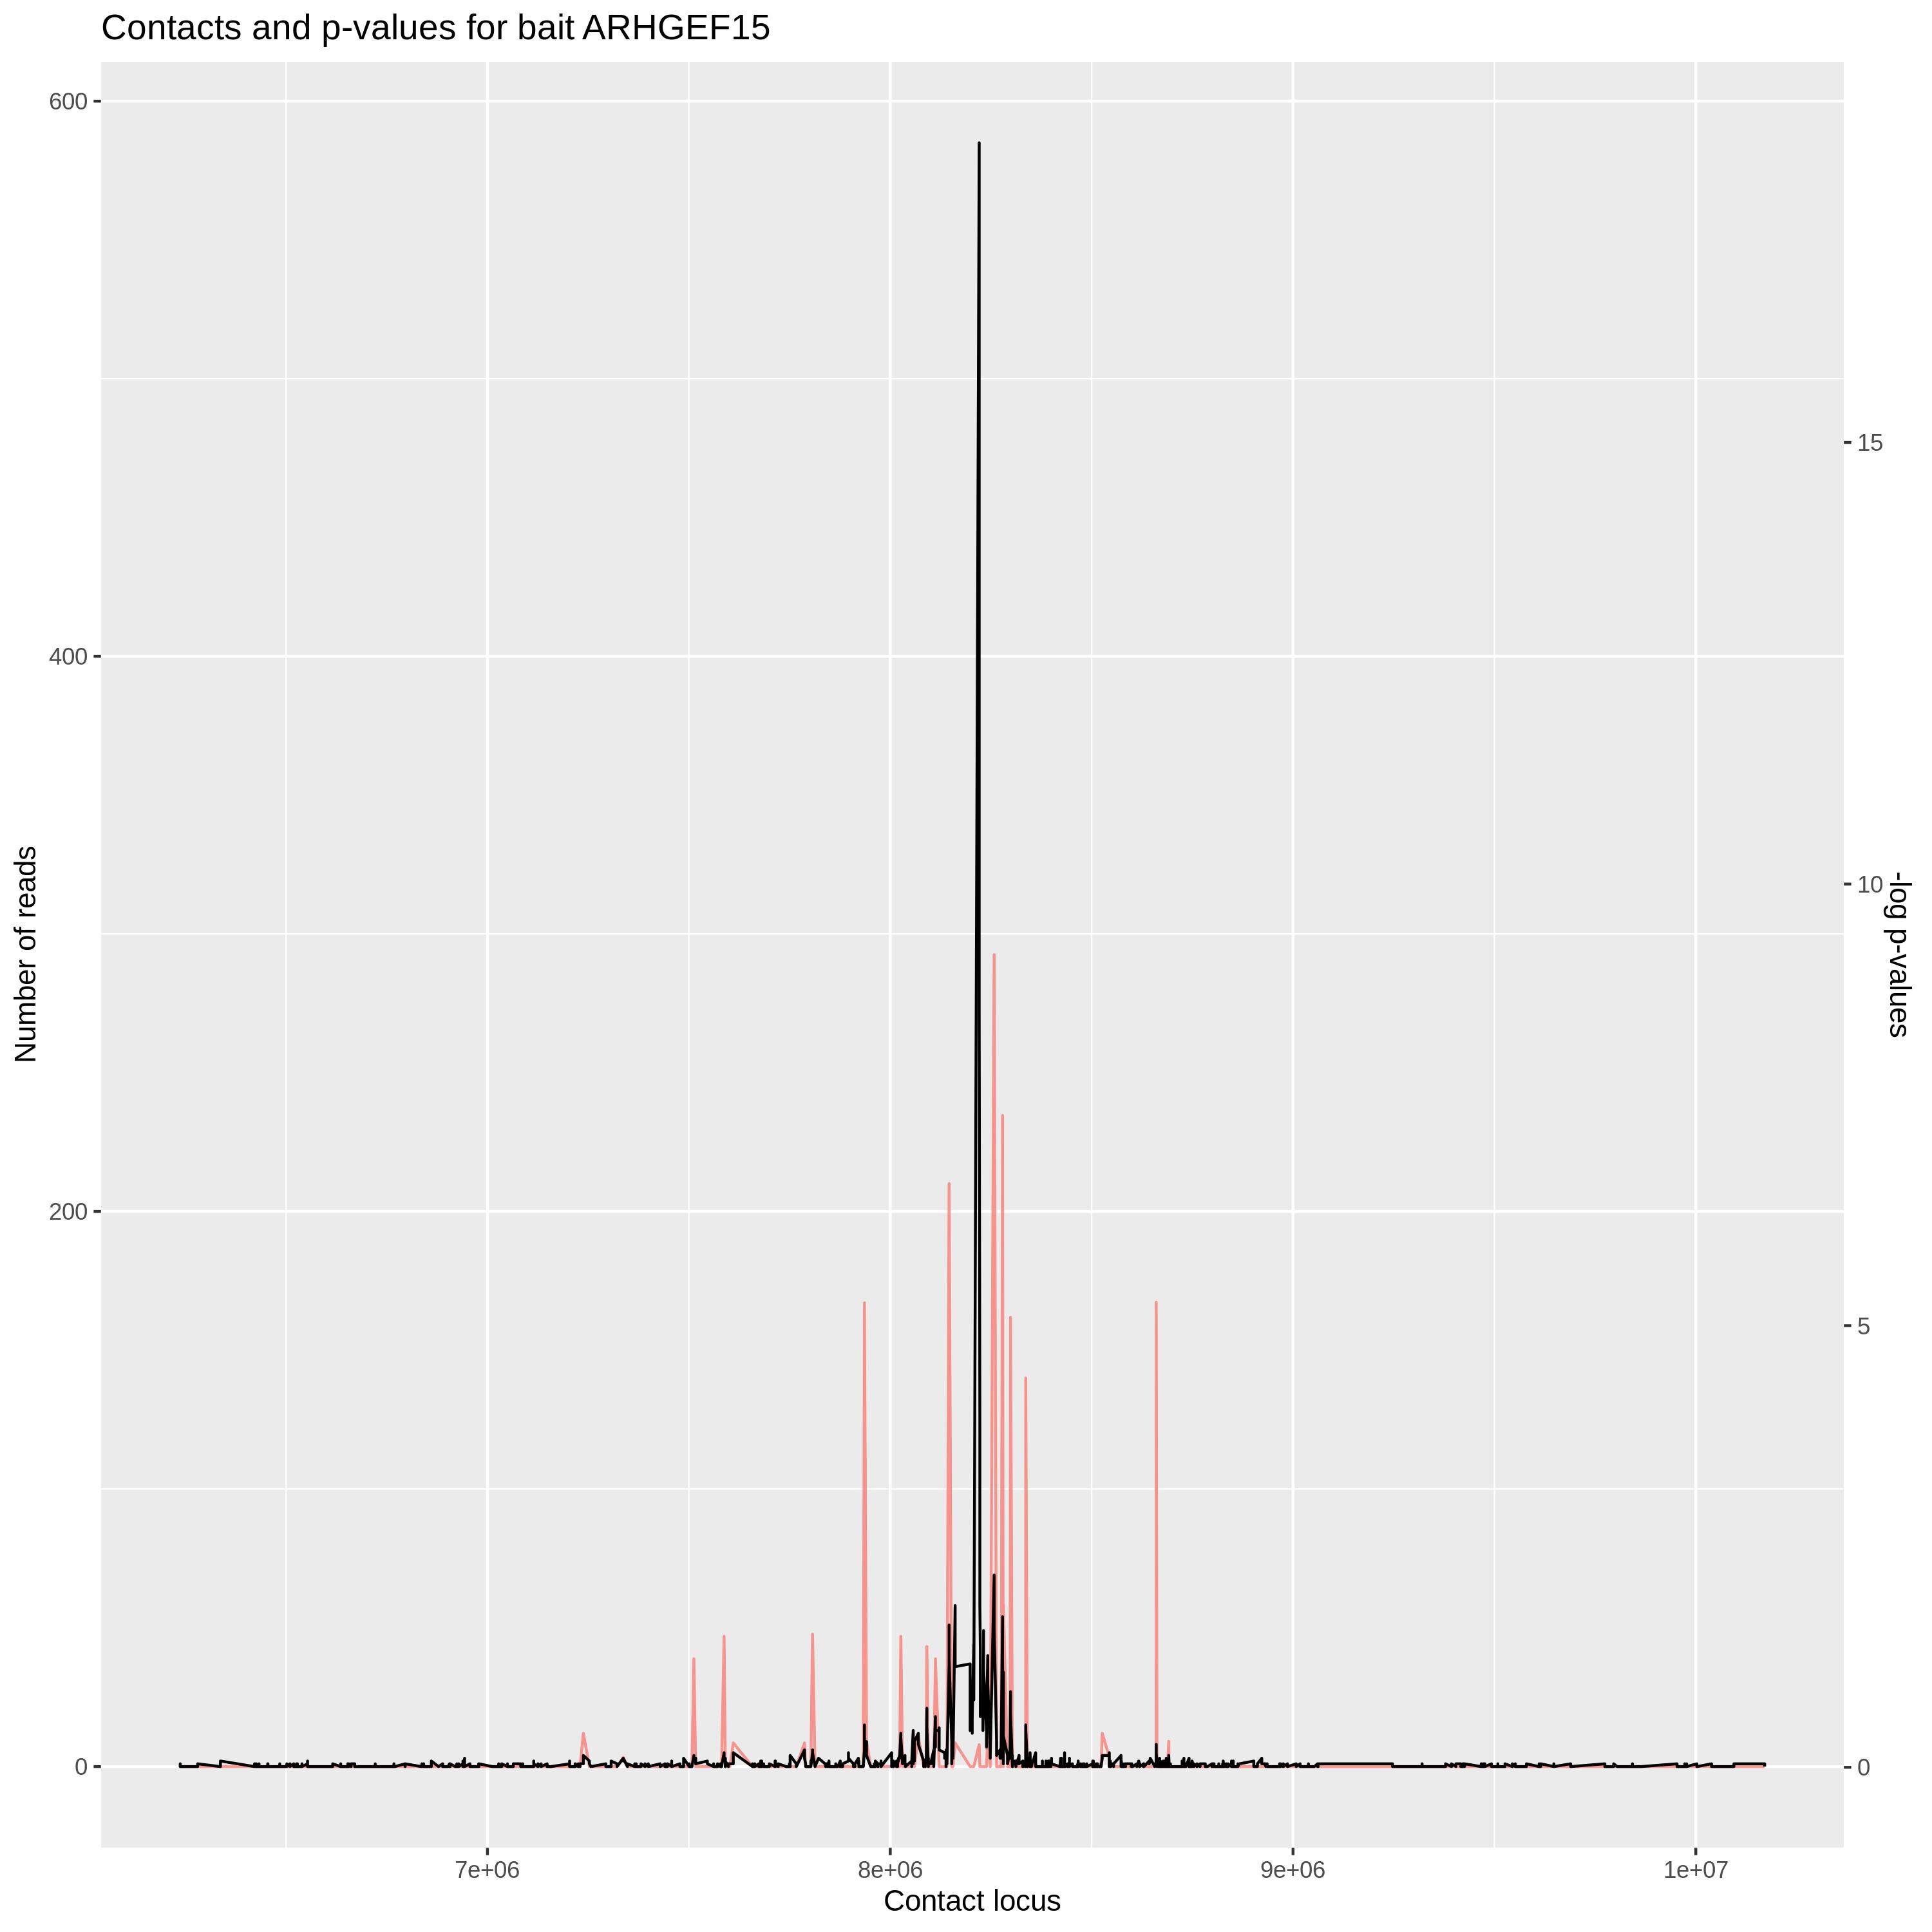 Contacts and p-values for bait ARHGEF15
600
400
200
0
Number of reads
15
10
5
0
-log p-values
7e+06
8e+06
9e+06
1e+07
Contact locus